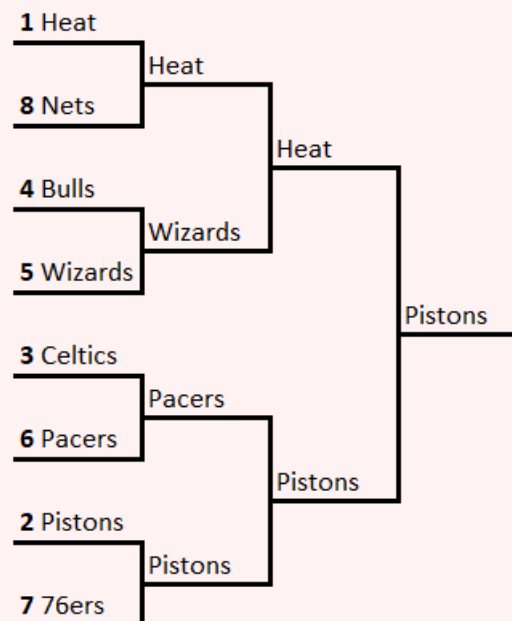 1 Heat
Heat
8 Nets
Heat
4 Bulls
Wizards
5 Wizards
Pistons
3 Celtics
Pacers
6 Pacers
Pistons
2 Pistons
Pistons
7 76ers